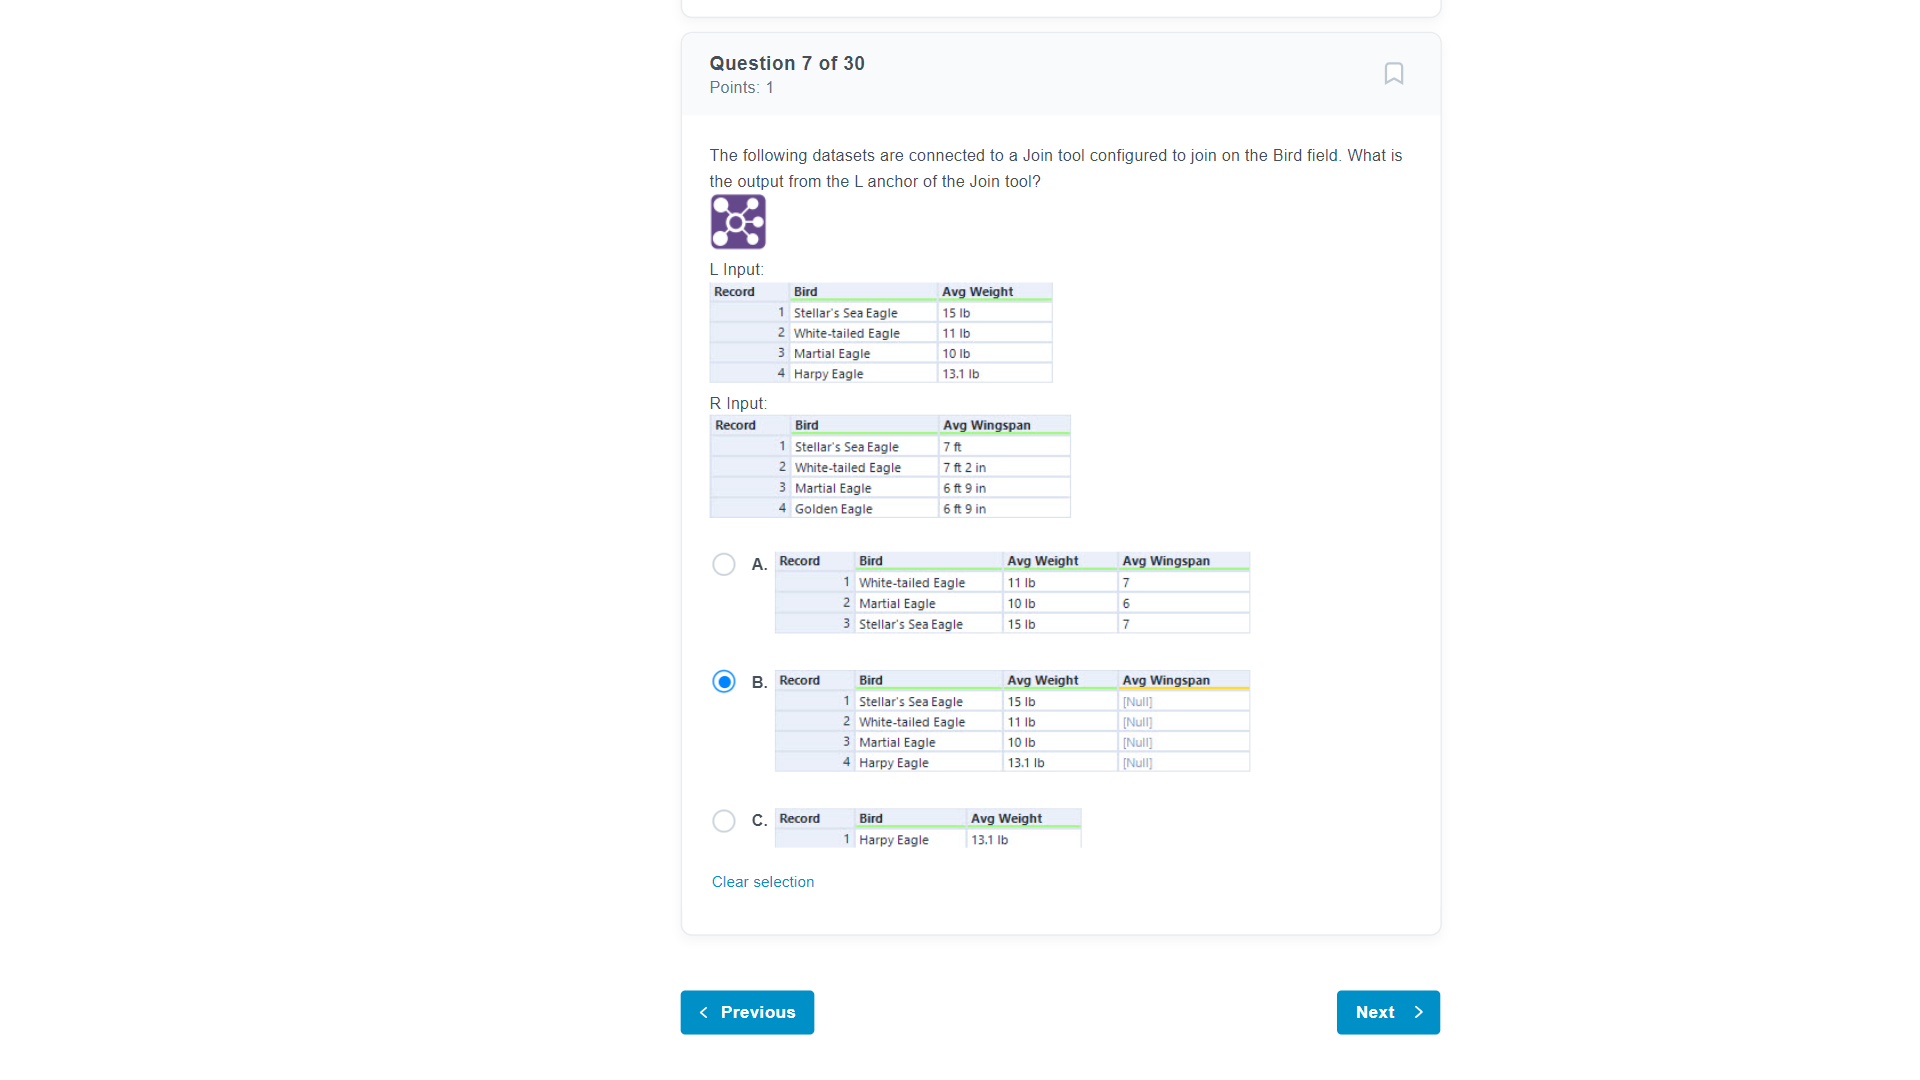 Question 7 of 30
Points: 1
The following datasets are connected to a Join tool configured to join on the Bird field. What is
the output from the L anchor of the Join tool?
L Input:
Record Bird Avg Weight
1 Stellar's Sea Eagle 15 lb
2 White-tailed Eagle 11 lb
3 Martial Eagle 10 lb
4 Harpy Eagle 13.1 lb
R Input:
Record Bird Avg Wingspan
1 Stellar's Sea Eagle 7 ft
2 White-tailed Eagle 7 ft 2 in
3 Martial Eagle 6 ft 9 in
4 Golden Eagle 6 ft 9 in
A. Record Bird Avg Weight Avg Wingspan
1 White-tailed Eagle 11 lb 7
2 Martial Eagle 10 lb 6
3 Stellar's Sea Eagle 15 lb 7
B. Record Bird Avg Weight Avg Wingspan
1 Stellar's Sea Eagle 15 lb [Null]
2 White-tailed Eagle 11 lb [Null]
3 Martial Eagle 10 lb [Null]
4 Harpy Eagle 13.1 lb [Null]
C. Record Bird Avg Weight
1 Harpy Eagle 13.1 lb
Clear selection
Previous
Next